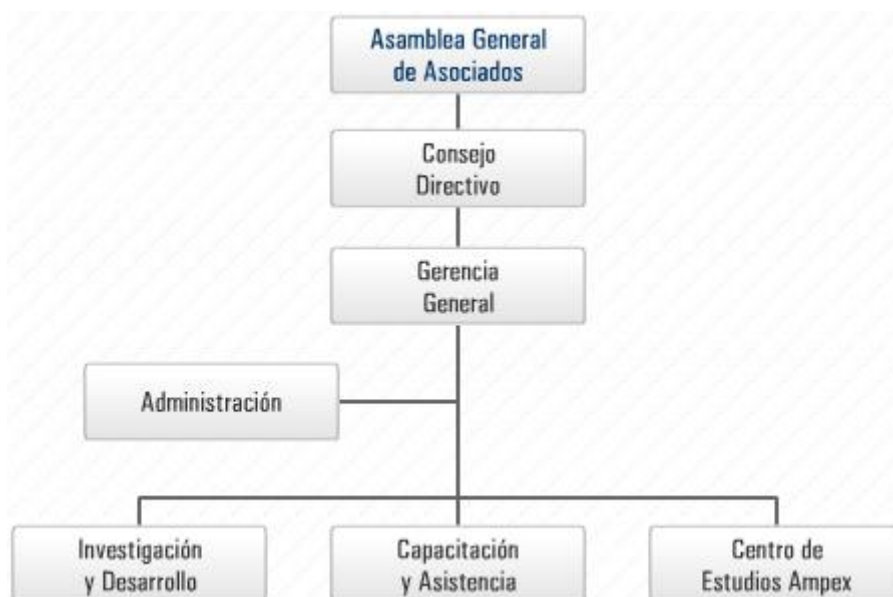 Asamblea General
de Asociados
Consejo
Directivo
Gerencia
General
Administración
Investigación
y Desarrollo
Capacitación
y Asistencia
Centro de
Estudios Ampex